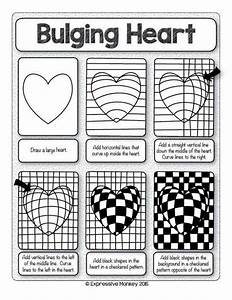 Bulging Heart
Draw a large heart.
Add horizontal lines that
curve up inside the heart.
Add a straight vertical line
down the middle of the heart.
Curve lines to the right.
Add vertical lines to the left
of the heart. Curve lines to
the left in the heart.
Add black shapes in the
heart in a checkered pattern.
Add black shapes in the
background in a checkered
pattern opposite of the heart.
© Expressive Monkey 2015